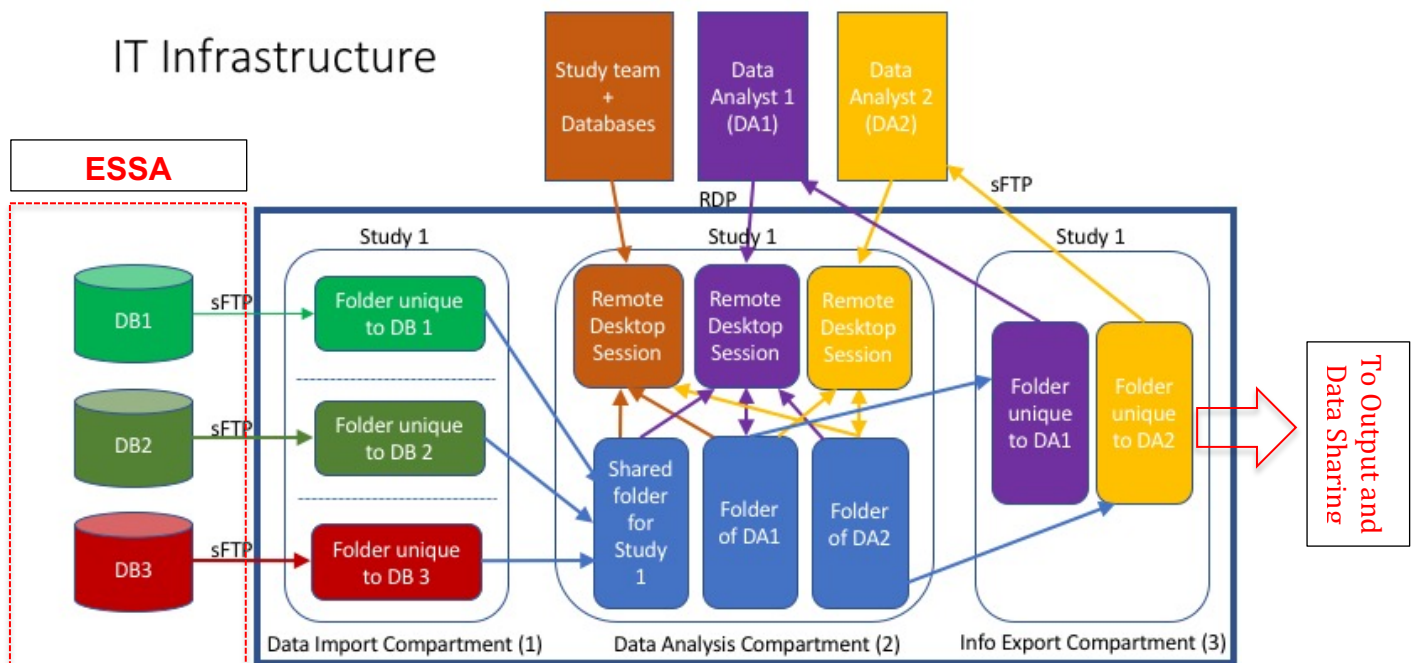 IT Infrastructure
Study team
+
Databases
Data
Analyst 1
(DA1)
Data
Analyst 2
(DA2)
ESSA
sFTP
RDP
Study 1
Study 1
Study 1
DB1
sFTP
Folder unique
to DB 1
Remote
Desktop
Session
Remote
Desktop
Session
Remote
Desktop
Session
DB2
sFTP
Folder unique
to DB 2
Folder
unique
to DA1
Folder
unique
to DA2
To Output and
Data Sharing
Shared
folder
for
Study
1
Folder
of DA1
Folder
of DA2
DB3
sFTP
Folder unique
to DB 3
Data Import Compartment (1)
Data Analysis Compartment (2)
Info Export Compartment (3)